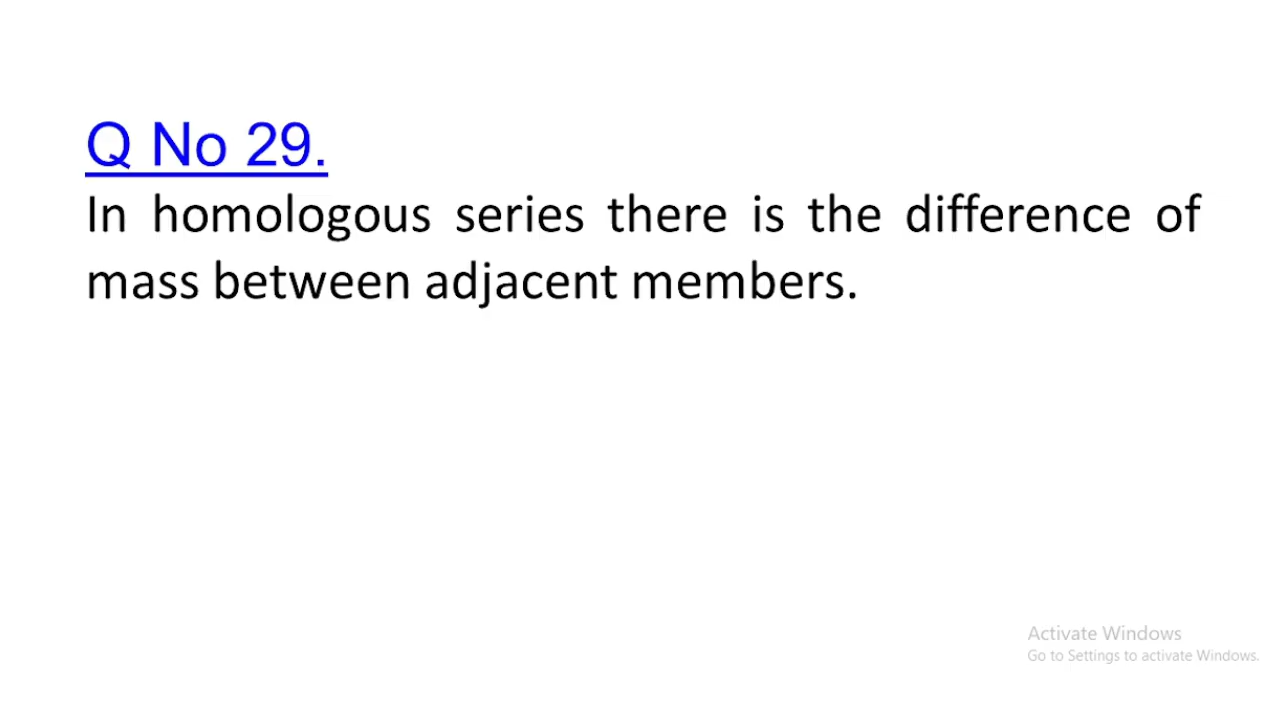 Q No 29.
In homologous series there is the difference of
mass between adjacent members.
Activate Windows
Go to Settings to activate Windows.